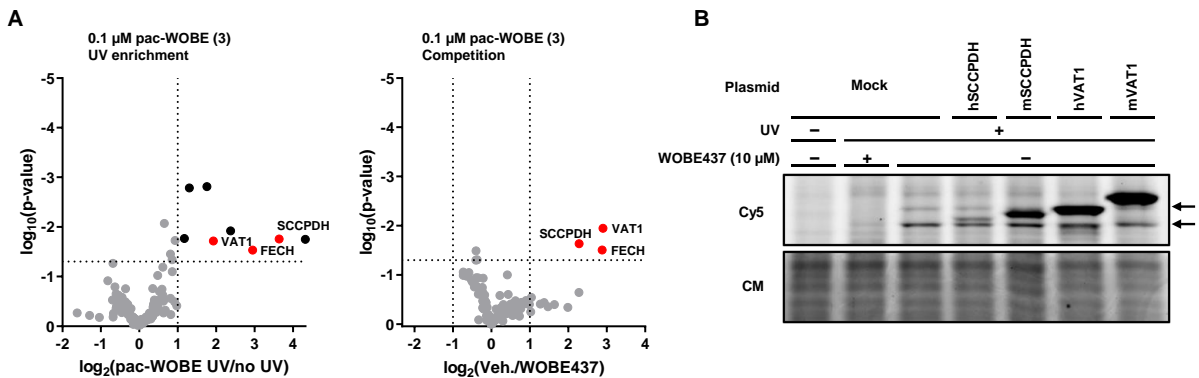 A
0.1 µM pac-WOBE (3)
UV enrichment
-5
-4
-3
-2
-1
0
log10(p-value)
VAT1
FECH
SCCPDH
-2
-1
0
1
2
3
4
log2(pac-WOBE UV/no UV)
0.1 µM pac-WOBE (3)
Competition
-5
-4
-3
-2
-1
0
log10(p-value)
SCCPDH
VAT1
FECH
-2
-1
0
1
2
3
4
log2(Veh./WOBE437)
B
Plasmid
Mock
hSCCPDH
mSCCPDH
hVAT1
mVAT1
UV
−
+
WOBE437 (10 µM)
−
+
−
Cy5
CM